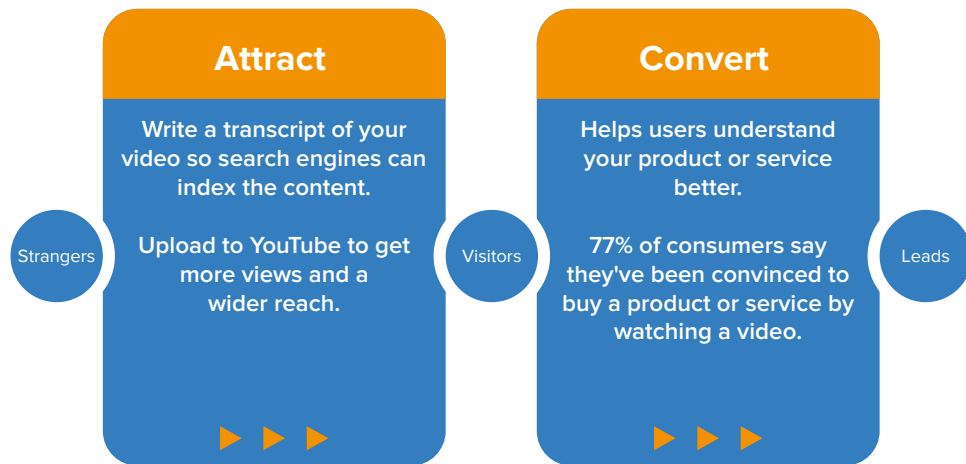 Attract
Write a transcript of your
video so search engines can
index the content.
Upload to YouTube to get
more views and a
wider reach.
Convert
Helps users understand
your product or service
better.
77% of consumers say
they've been convinced to
buy a product or service by
watching a video.
Strangers
Visitors
Leads